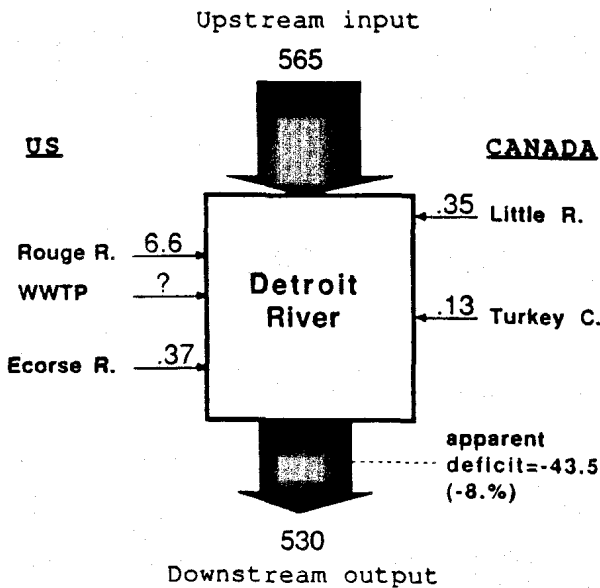 Upstream input
565
US
CANADA
.35 Little R.
Rouge R. 6.6
WWTP ?
Detroit
River
.13 Turkey C.
Ecorse R. .37
apparent
deficit=-43.5
(-8.%)
530
Downstream output